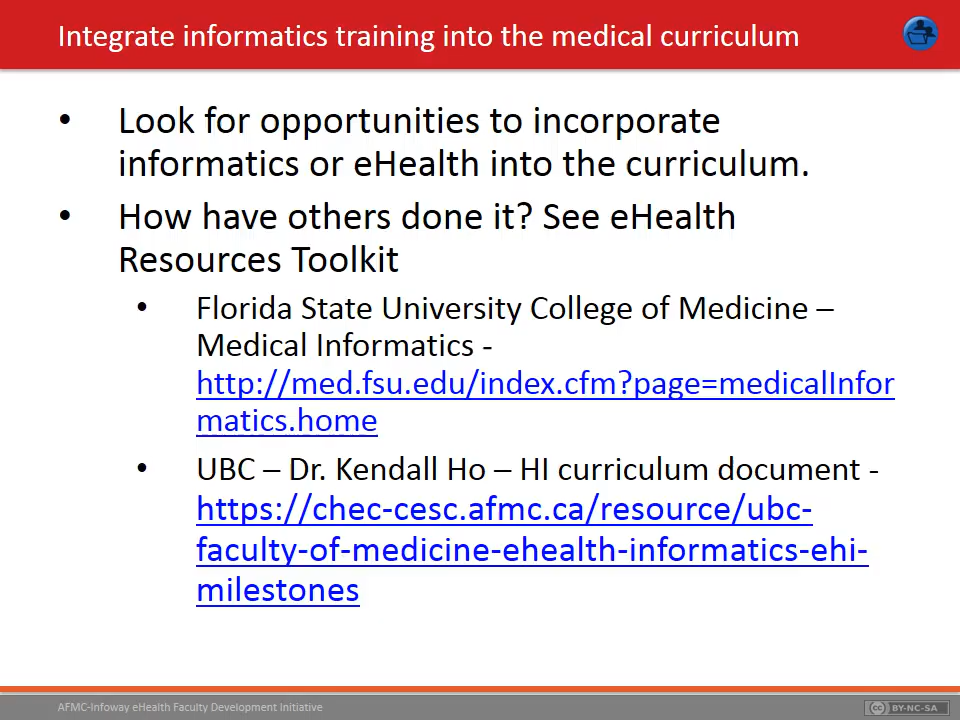 Integrate informatics training into the medical curriculum
• Look for opportunities to incorporate
informatics or eHealth into the curriculum.
• How have others done it? See eHealth
Resources Toolkit
• Florida State University College of Medicine –
Medical Informatics -
http://med.fsu.edu/index.cfm?page=medicalInfor
matics.home
• UBC – Dr. Kendall Ho – HI curriculum document -
https://chec-cesc.afmc.ca/resource/ubc-
faculty-of-medicine-ehealth-informatics-ehi-
milestones
AFMC-Infoway eHealth Faculty Development Initiative
cc BY-NC-SA